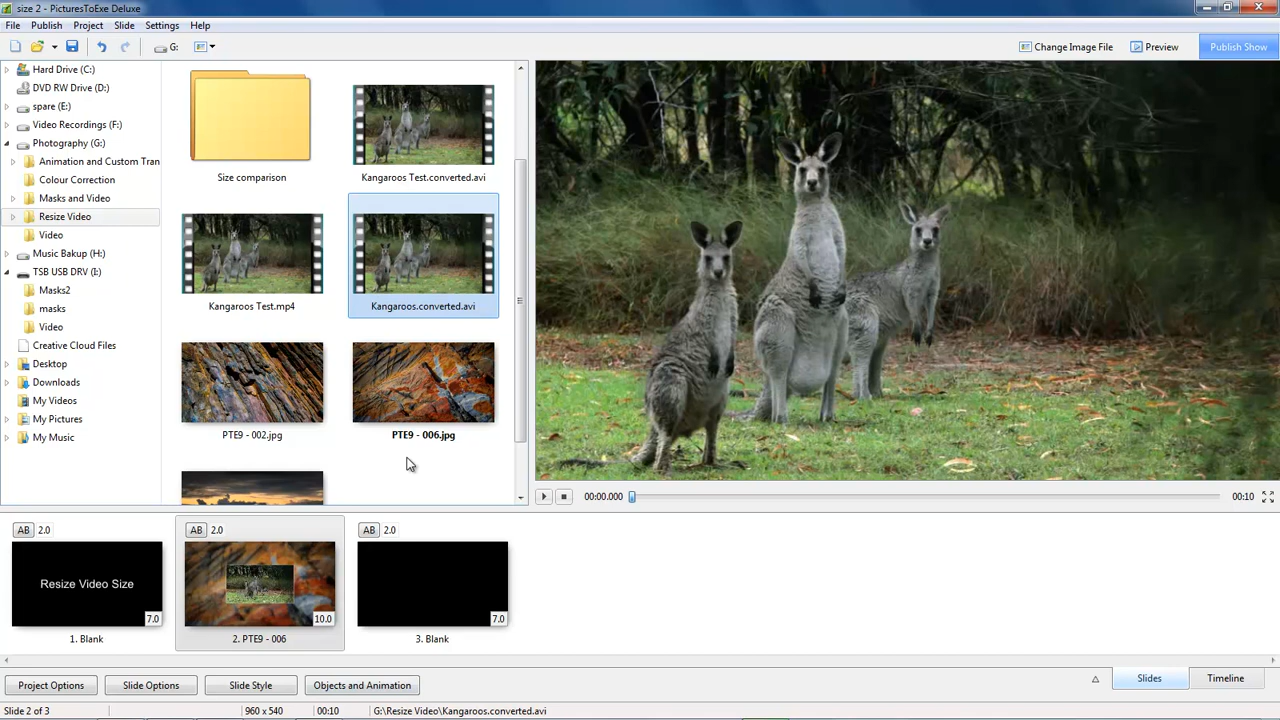 size 2 - PicturesToExe Deluxe
File Publish Project Slide Settings Help
G:
Change Image File Preview Publish Show
Hard Drive (C:)
DVD RW Drive (D:)
spare (E:)
Video Recordings (F:)
Photography (G:)
Animation and Custom Tran
Colour Correction
Masks and Video
Resize Video
Video
Music Bakup (H:)
TSB USB DRV (E:)
Masks2
masks
Video
Creative Cloud Files
Desktop
Downloads
My Videos
My Pictures
My Music
Size comparison
Kangaroos Test.converted.avi
Kangaroos Test.mp4
Kangaroos.converted.avi
PTE9 - 002.jpg
PTE9 - 006.jpg
00:00.000 00:10
AB 2.0
Resize Video Size
7.0
1. Blank
AB 2.0
10.0
2. PTE9 - 006
AB 2.0
7.0
3. Blank
Project Options Slide Options Slide Style Objects and Animation Slides Timeline
Slide 2 of 3 960 x 540 00:10 G:\Resize Video\Kangaroos.converted.avi